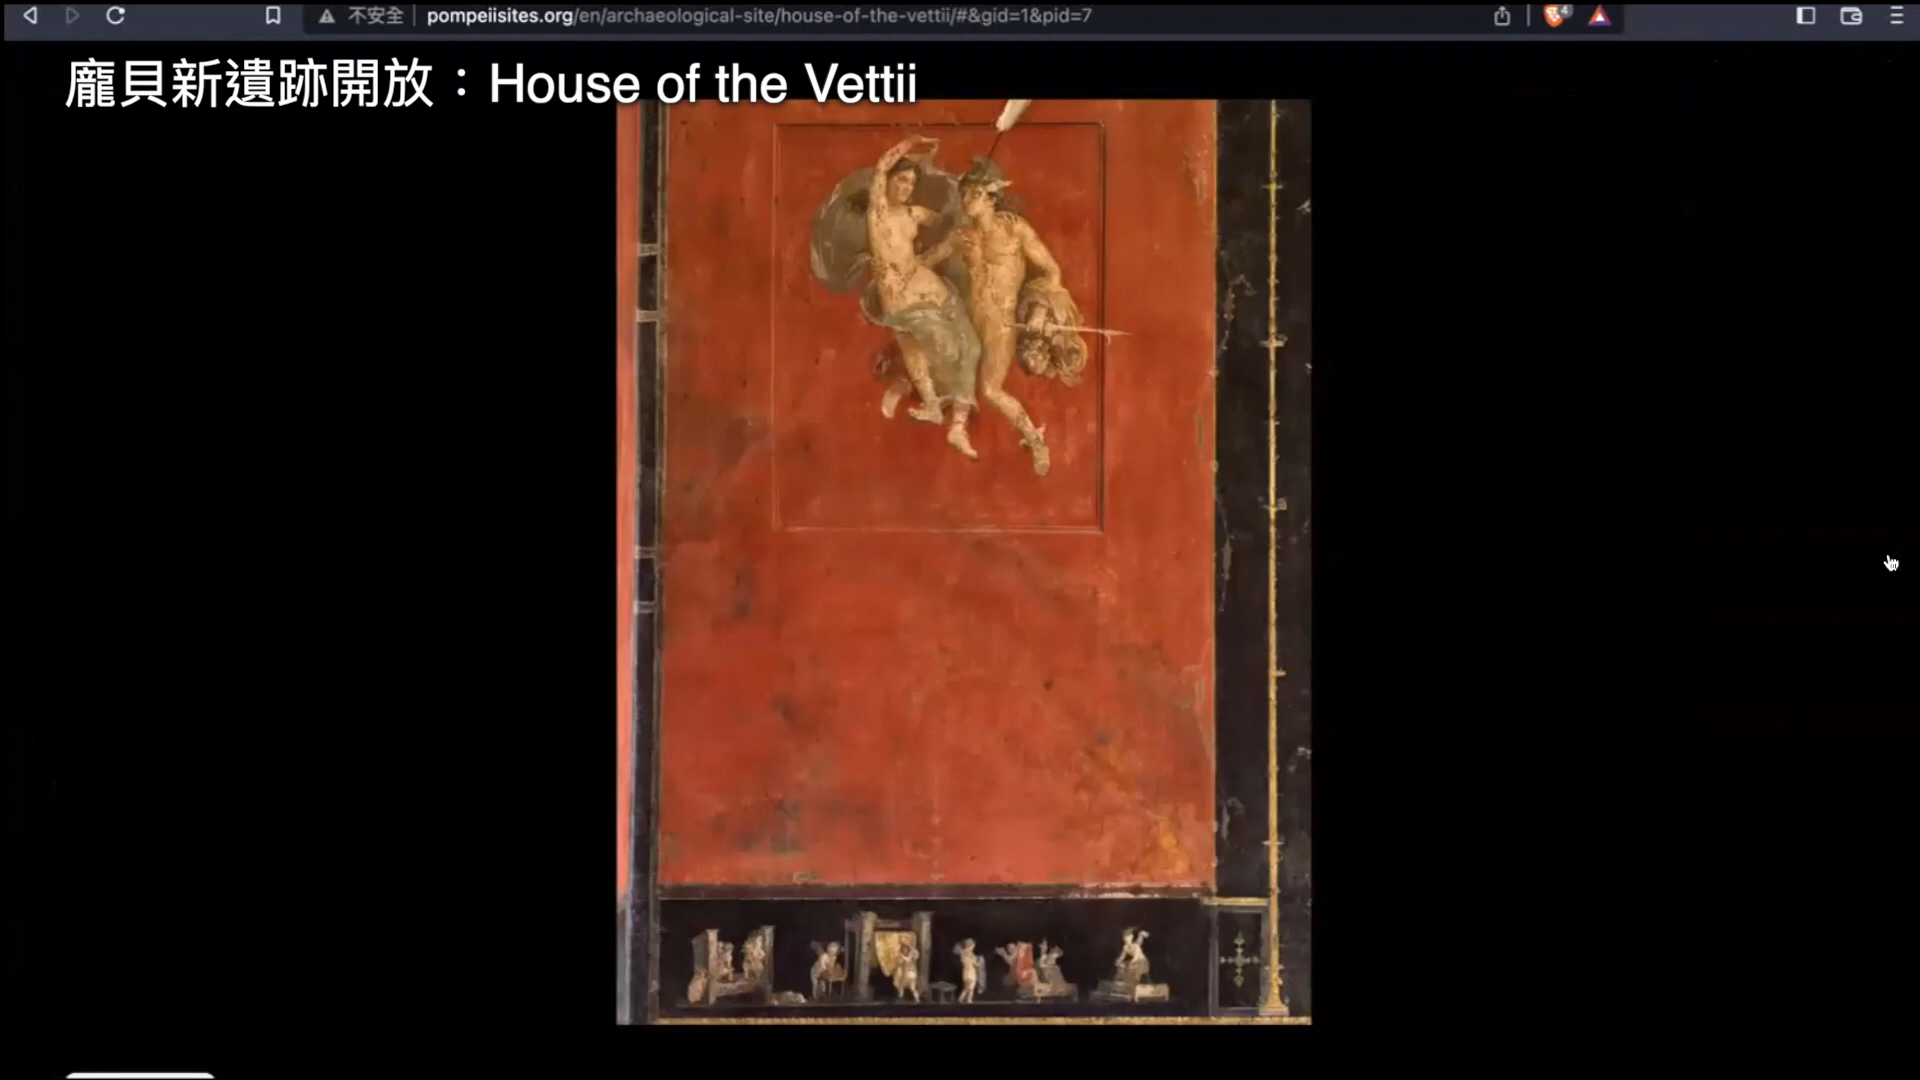 不安全 pompeiisites.org/en/archaeological-site/house-of-the-vettii/#&gid=1&pid=7
4
龐貝新遺跡開放：House of the Vettii